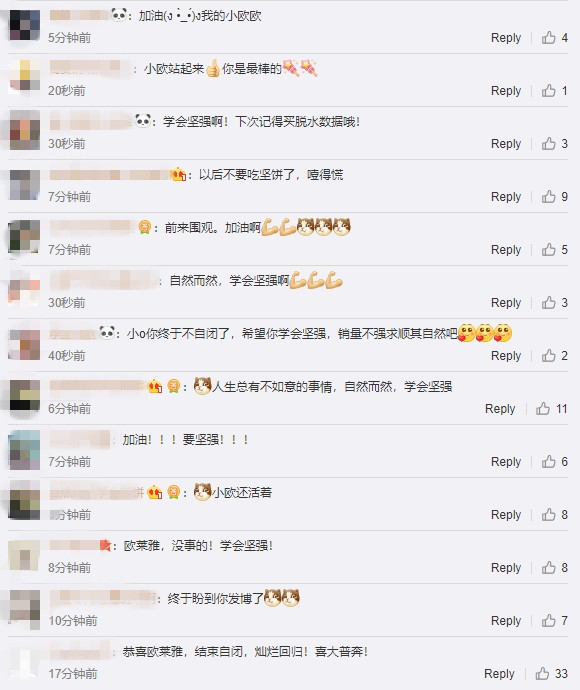 ：加油(ง •̀_•́)ง我的小欧欧
5分钟前 Reply 4
：小欧站起来👍你是最棒的
20秒前 Reply 1
：学会坚强啊！下次记得买脱水数据哦！
30秒前 Reply 3
：以后不要吃坚饼了，噎得慌
7分钟前 Reply 9
：前来围观。加油啊💪💪
7分钟前 Reply 5
：自然而然，学会坚强啊💪💪💪
30秒前 Reply 3
：小o你终于不自闭了，希望你学会坚强，销量不强求顺其自然吧
40秒前 Reply 2
：人生总有不如意的事情，自然而然，学会坚强
6分钟前 Reply 11
：加油！！！要坚强！！！
7分钟前 Reply 6
：小欧还活着
分钟前 Reply 8
：欧莱雅，没事的！学会坚强！
8分钟前 Reply 8
：终于盼到你发博了
10分钟前 Reply 7
：恭喜欧莱雅，结束自闭，灿烂回归！喜大普奔！
17分钟前 Reply 33